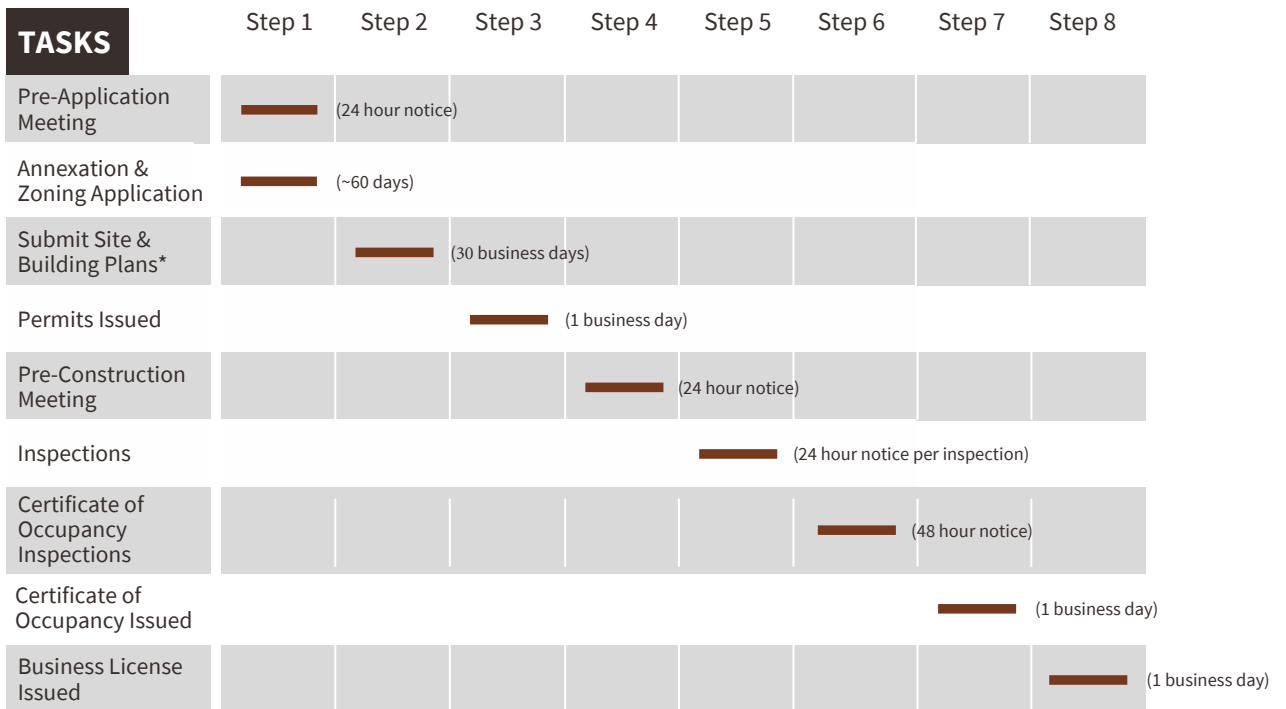 TASKS
Step 1 Step 2 Step 3 Step 4 Step 5 Step 6 Step 7 Step 8
Pre-Application
Meeting
(24 hour notice)
Annexation &
Zoning Application
(~60 days)
Submit Site &
Building Plans*
(30 business days)
Permits Issued
(1 business day)
Pre-Construction
Meeting
(24 hour notice)
Inspections
(24 hour notice per inspection)
Certificate of
Occupancy
Inspections
(48 hour notice)
Certificate of
Occupancy Issued
(1 business day)
Business License
Issued
(1 business day)